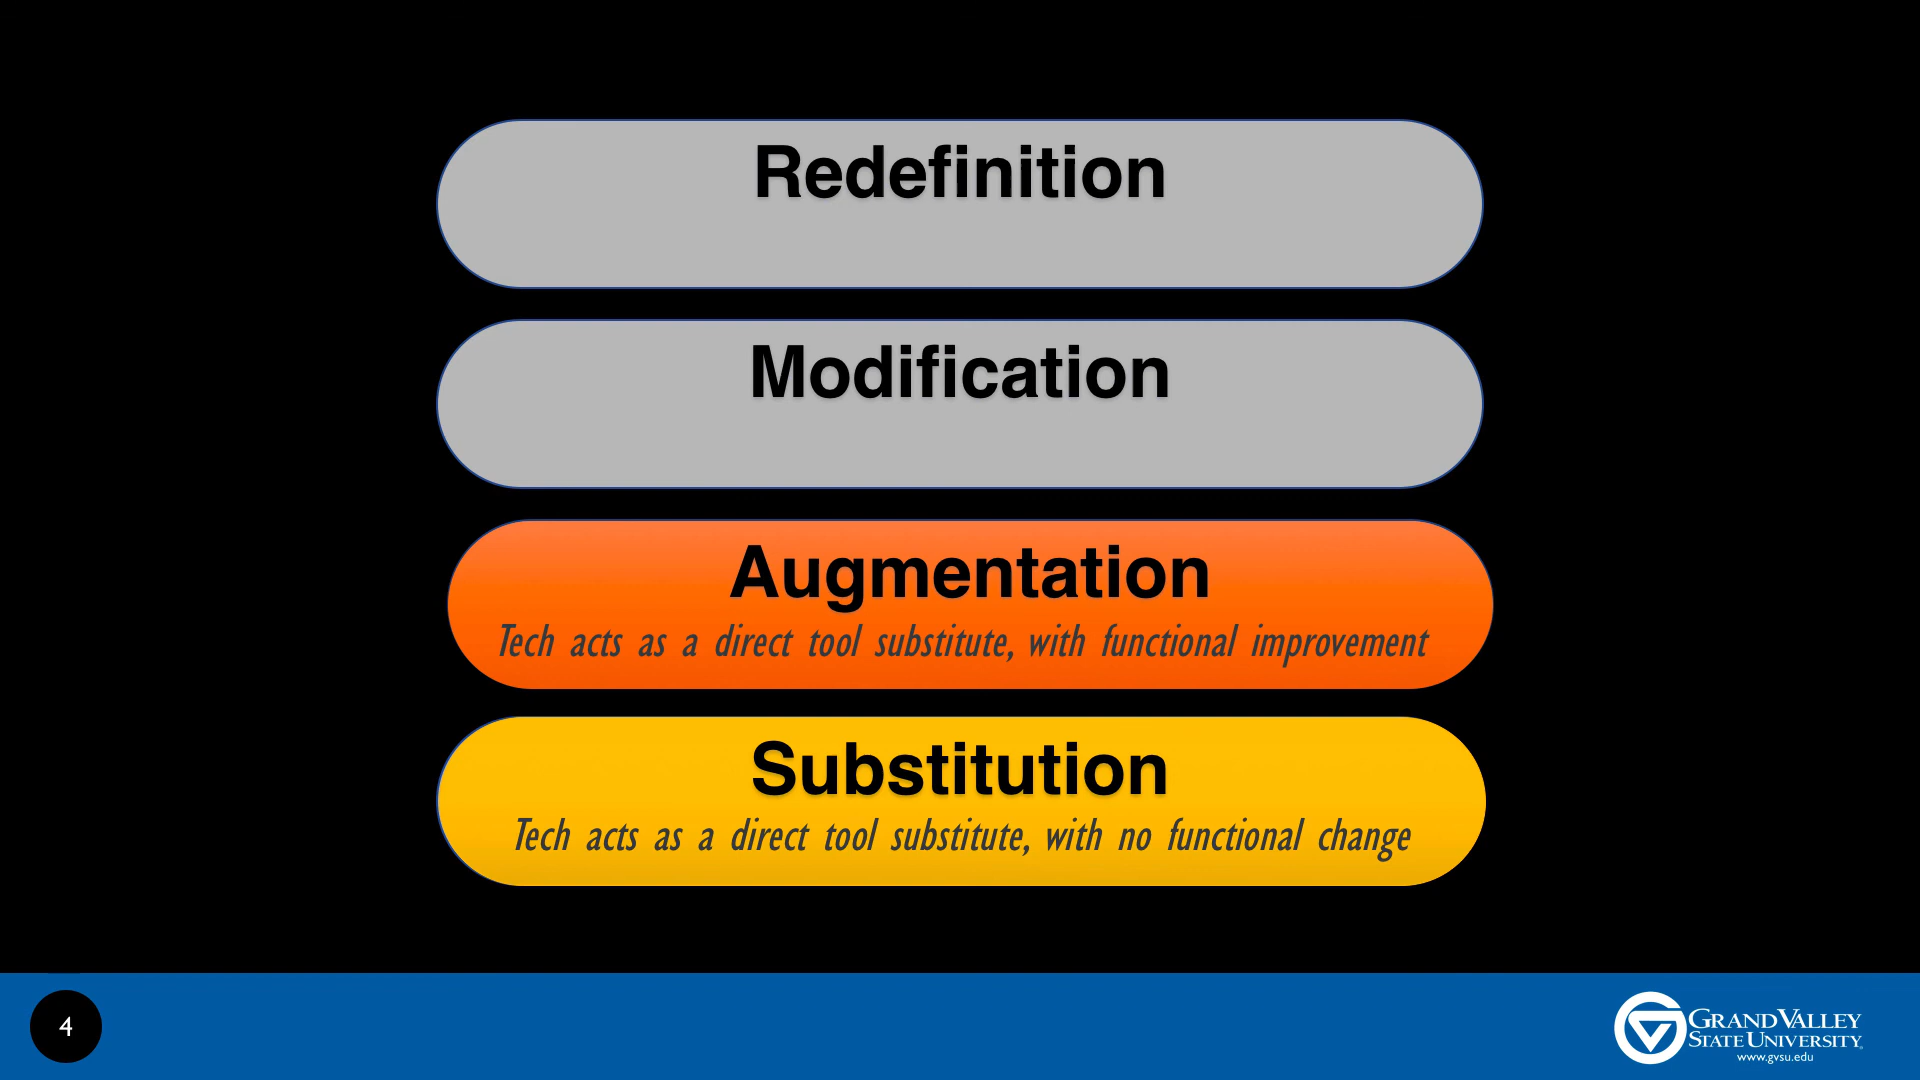 Redefinition
Modification
Augmentation
Tech acts as a direct tool substitute, with functional improvement
Substitution
Tech acts as a direct tool substitute, with no functional change
4
GRAND VALLEY
STATE UNIVERSITY
www.gvsu.edu